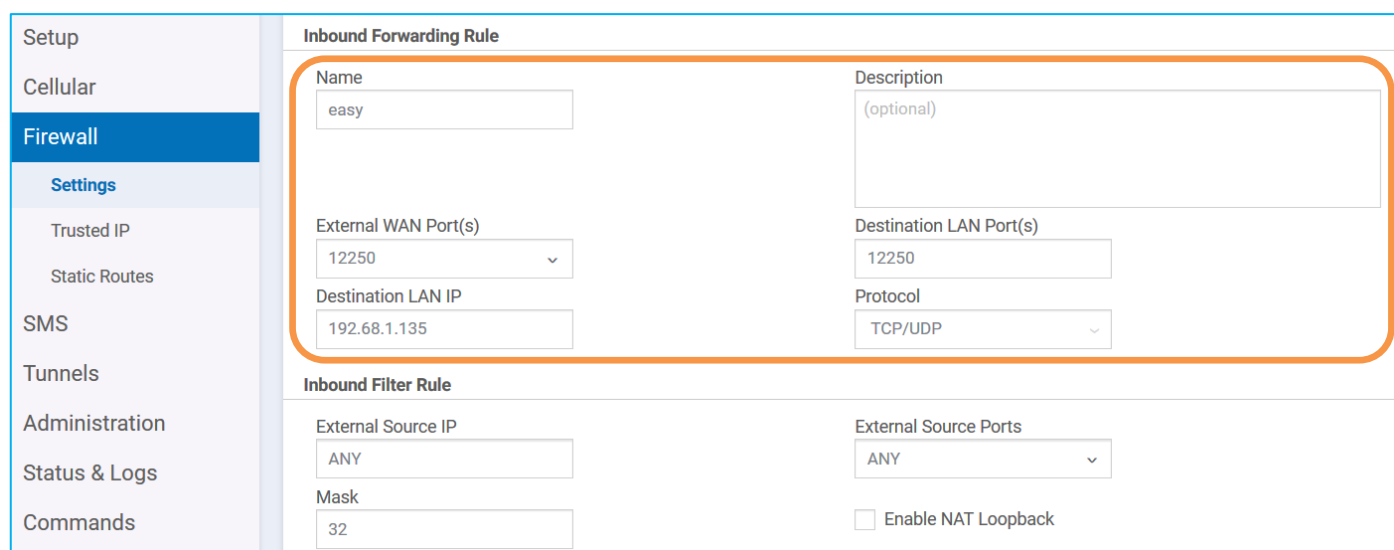 Setup
Cellular
Firewall
Settings
Trusted IP
Static Routes
SMS
Tunnels
Administration
Status & Logs
Commands
Inbound Forwarding Rule
Name
easy
Description
(optional)
External WAN Port(s)
12250
Destination LAN Port(s)
12250
Destination LAN IP
192.68.1.135
Protocol
TCP/UDP
Inbound Filter Rule
External Source IP
ANY
External Source Ports
ANY
Mask
32
Enable NAT Loopback